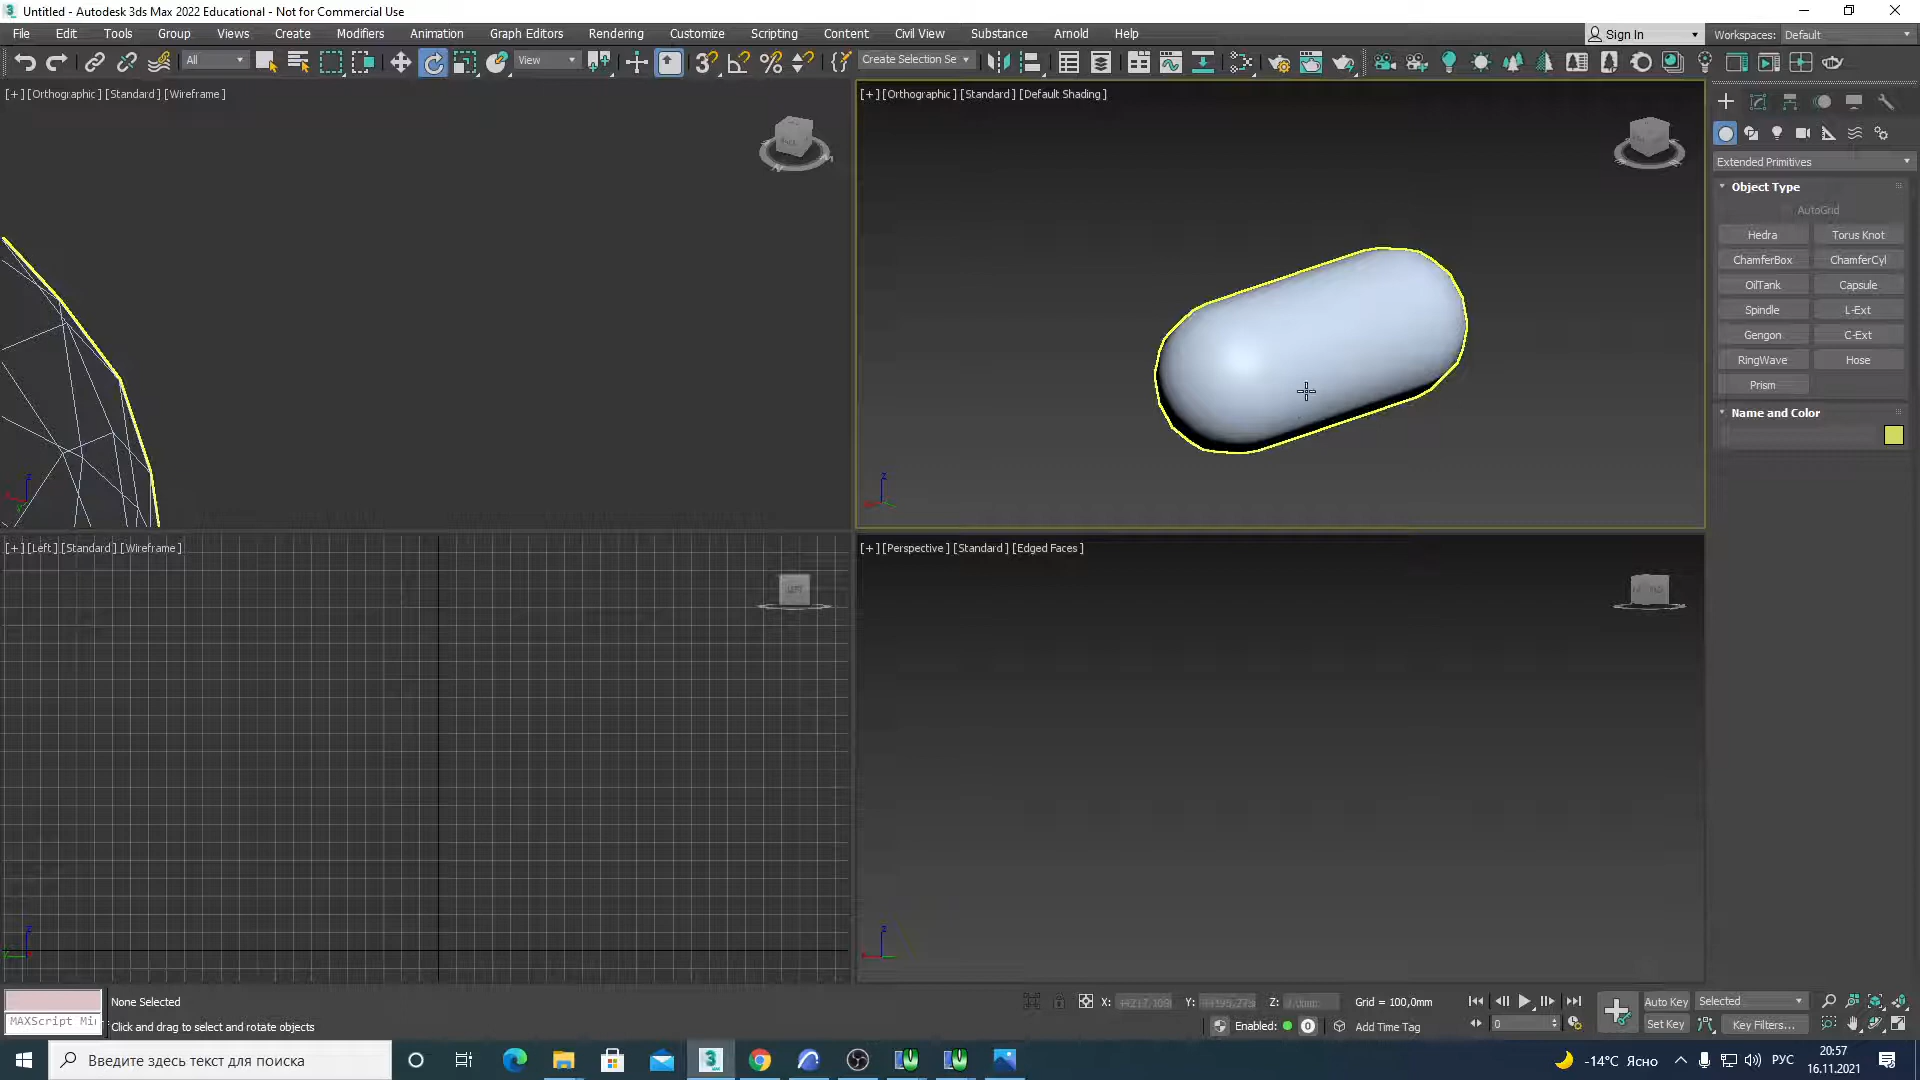 Untitled - Autodesk 3ds Max 2022 Educational - Not for Commercial Use
File Edit Tools Group Views Create Modifiers Animation Graph Editors Rendering Customize Scripting Content Civil View Substance Arnold Help
Sign In Workspaces: Default
All View Create Selection Se
[+] [Orthographic] [Standard] [Wireframe]
[+] [Orthographic] [Standard] [Default Shading]
Extended Primitives
Object Type
AutoGrid
Hedra Torus Knot
ChamferBox ChamferCyl
OilTank Capsule
Spindle L-Ext
Gengon C-Ext
RingWave Hose
Prism
Name and Color
z
z
[+] [Left] [Standard] [Wireframe]
[+] [Perspective] [Standard] [Edged Faces]
z
z
None Selected X: Y: Z: Grid = 100,0mm Auto Key Selected
MAXScript Mi
Click and drag to select and rotate objects Enabled: 0 Add Time Tag 0 Set Key Key Filters...
Введите здесь текст для поиска
-14°C Ясно РУС 20:57
16.11.2021